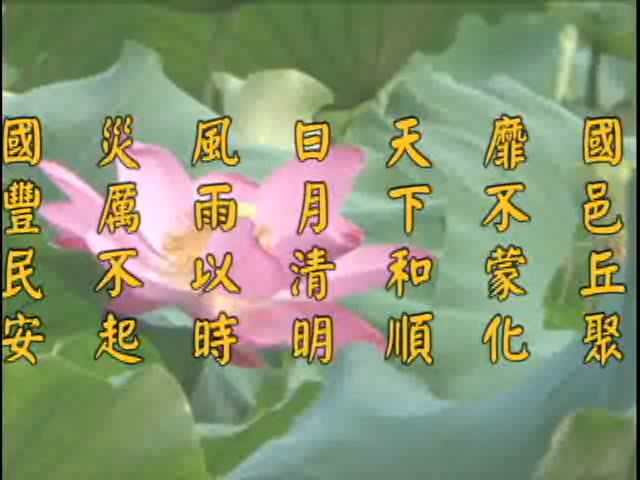 國邑丘聚
靡不蒙化
天下和順
日月清明
風雨以時
災厲不起
國豐民安